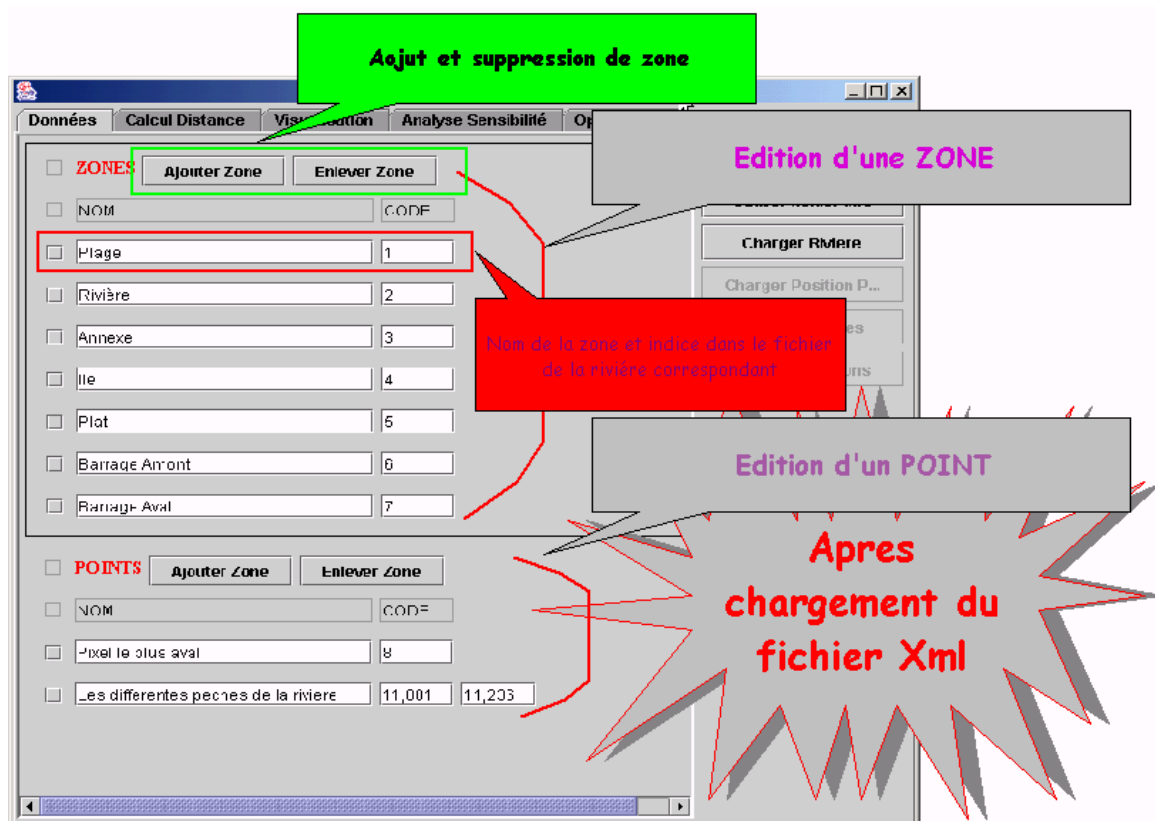 Aojut et suppression de zone
Données Calcul Distance Analyse Sensibilité
Edition d'une ZONE
ZONES Ajouter Zone Enlever Zone
NOM CODE
Charger Riviere
Plage 1
Charger Position P...
Rivière 2
Annexe 3
Nom de la zone et indice dans le fichier
de la rivière correspondant
Ile 4
Plat 5
Edition d'un POINT
Barrage Amont 6
Barrage Aval 7
Apres
chargement du
fichier Xml
POINTS Ajouter Zone Enlever Zone
NOM CODE
Pixel le plus aval 8
Les differentes peches de la riviere 11,001 11,206